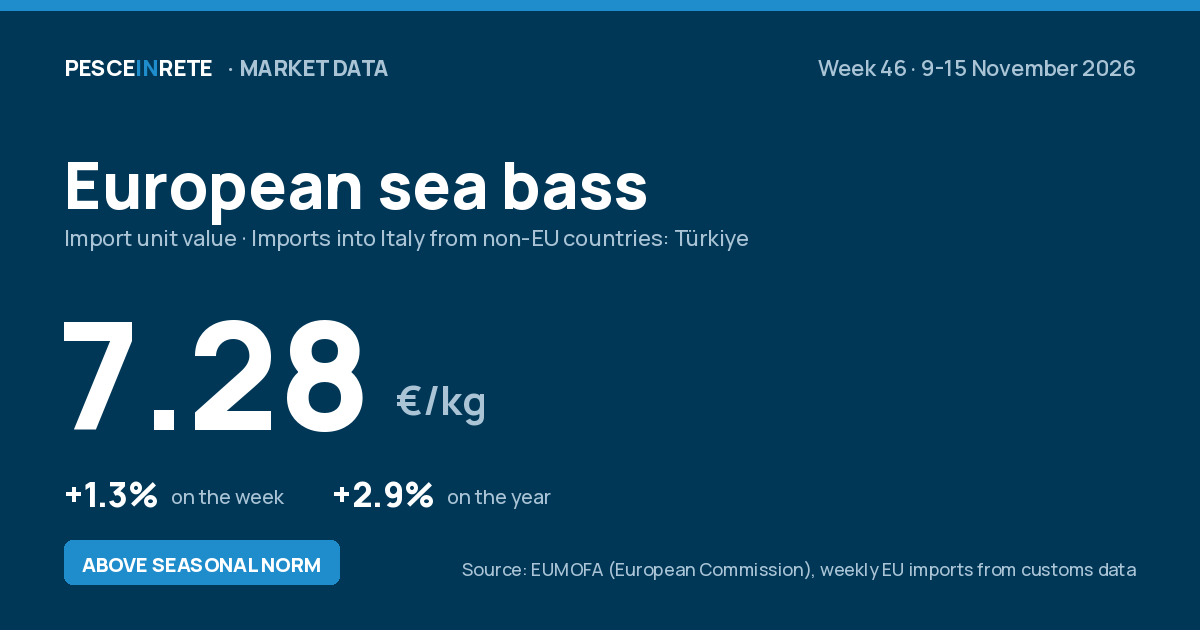 PESCEINRETE · MARKET DATA
Week 46 · 9-15 November 2026
European sea bass
Import unit value · Imports into Italy from non-EU countries: Türkiye
7.28 €/kg
+1.3% on the week +2.9% on the year
ABOVE SEASONAL NORM
Source: EUMOFA (European Commission), weekly EU imports from customs data